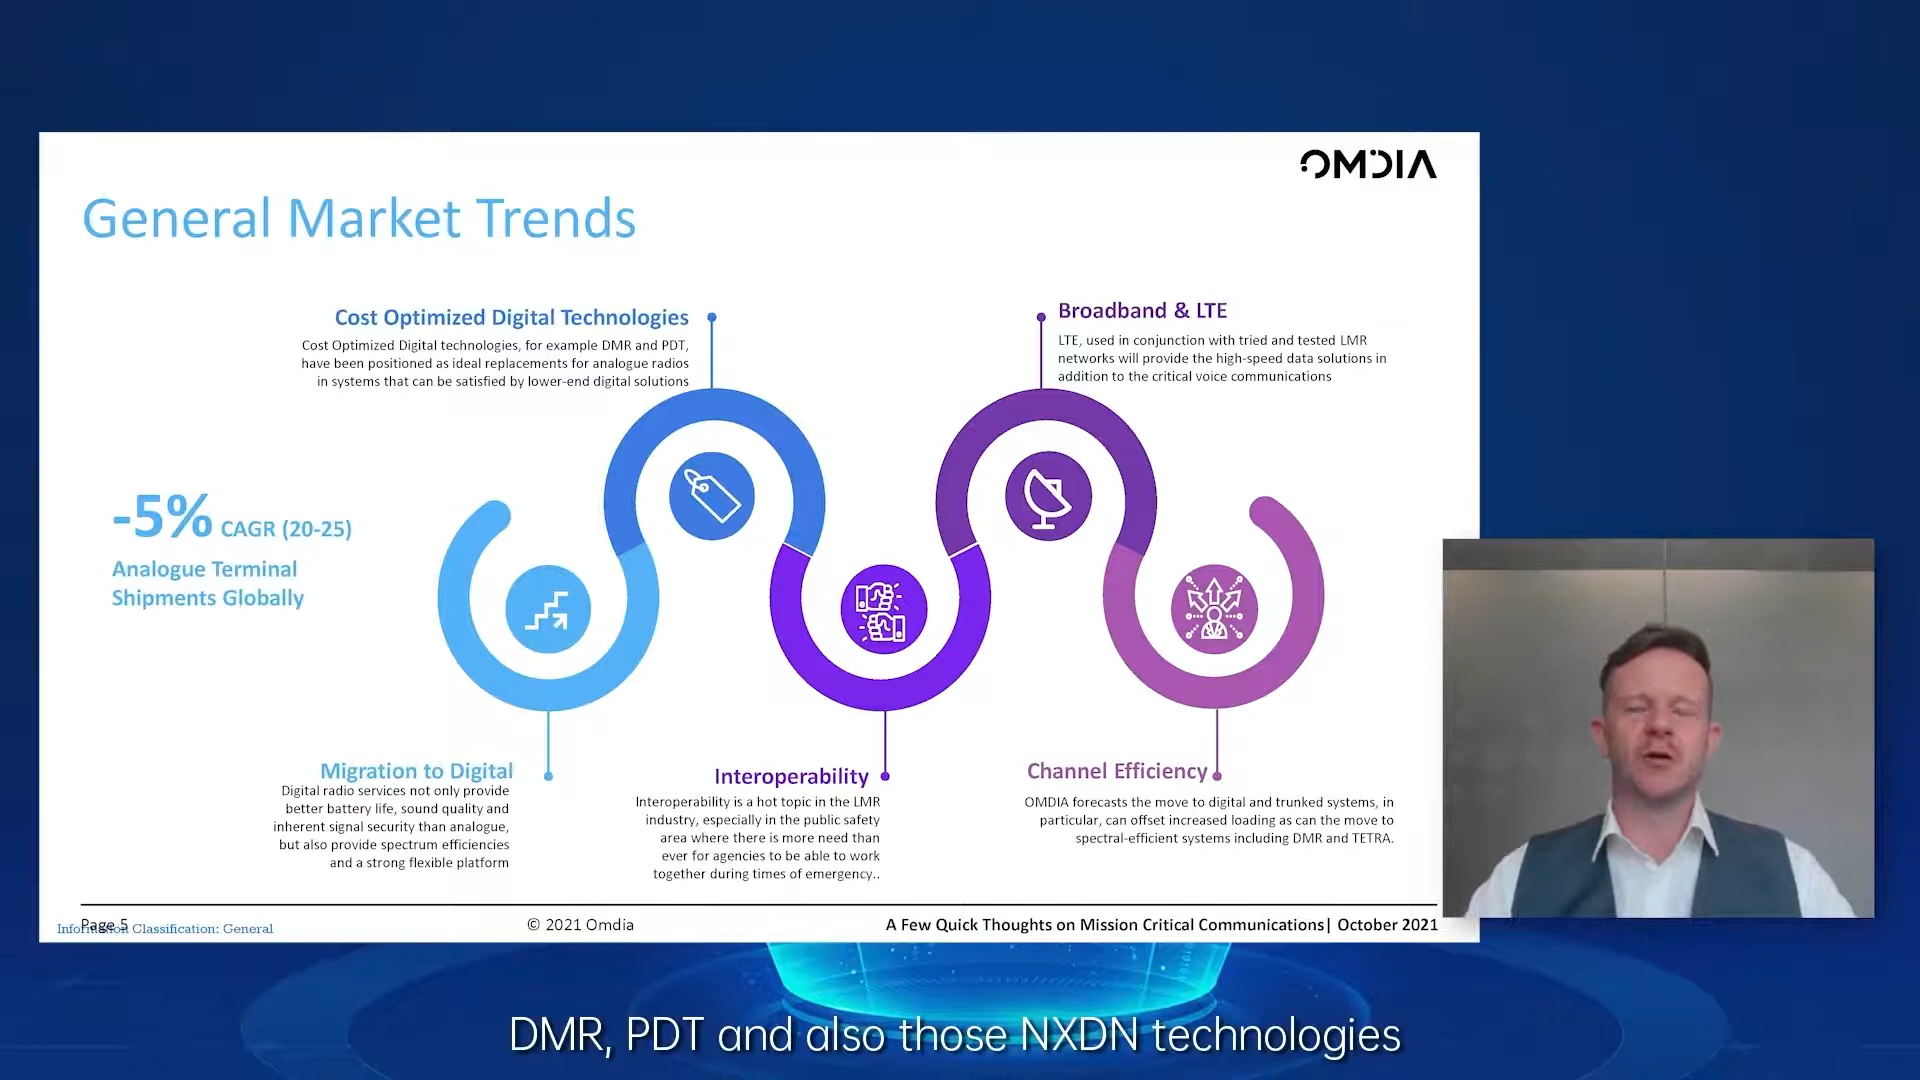 OMDIA
General Market Trends
Cost Optimized Digital Technologies
Cost Optimized Digital technologies, for example DMR and PDT,
have been positioned as ideal replacements for analogue radios
in systems that can be satisfied by lower-end digital solutions
Broadband & LTE
LTE, used in conjunction with tried and tested LMR
networks will provide the high-speed data solutions in
addition to the critical voice communications
-5% CAGR (20-25)
Analogue Terminal
Shipments Globally
Migration to Digital
Digital radio services not only provide
better battery life, sound quality and
inherent signal security than analogue,
but also provide spectrum efficiencies
and a strong flexible platform
Interoperability
Interoperability is a hot topic in the LMR
industry, especially in the public safety
area where there is more need than
ever for agencies to be able to work
together during times of emergency..
Channel Efficiency
OMDIA forecasts the move to digital and trunked systems, in
particular, can offset increased loading as can the move to
spectral-efficient systems including DMR and TETRA.
Page 5
Information Classification: General
© 2021 Omdia
A Few Quick Thoughts on Mission Critical Communications| October 2021
DMR, PDT and also those NXDN technologies